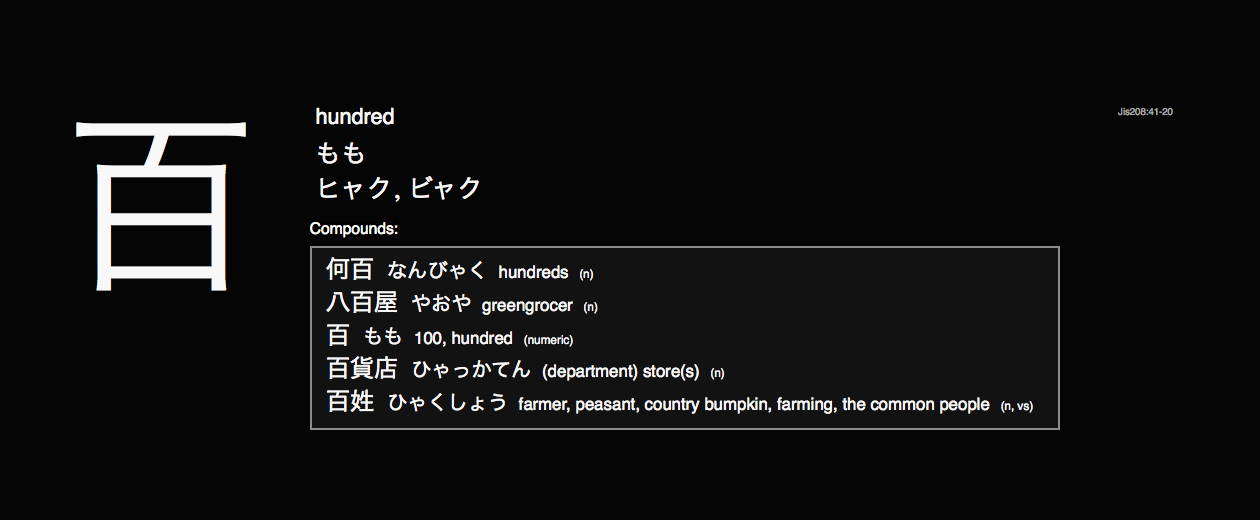 百
hundred
もも
ヒャク, ビャク
Jis208:41-20
Compounds:
何百 なんびゃく hundreds (n)
八百屋 やおや greengrocer (n)
百 もも 100, hundred (numeric)
百貨店 ひゃっかてん (department) store(s) (n)
百姓 ひゃくしょう farmer, peasant, country bumpkin, farming, the common people (n, vs)